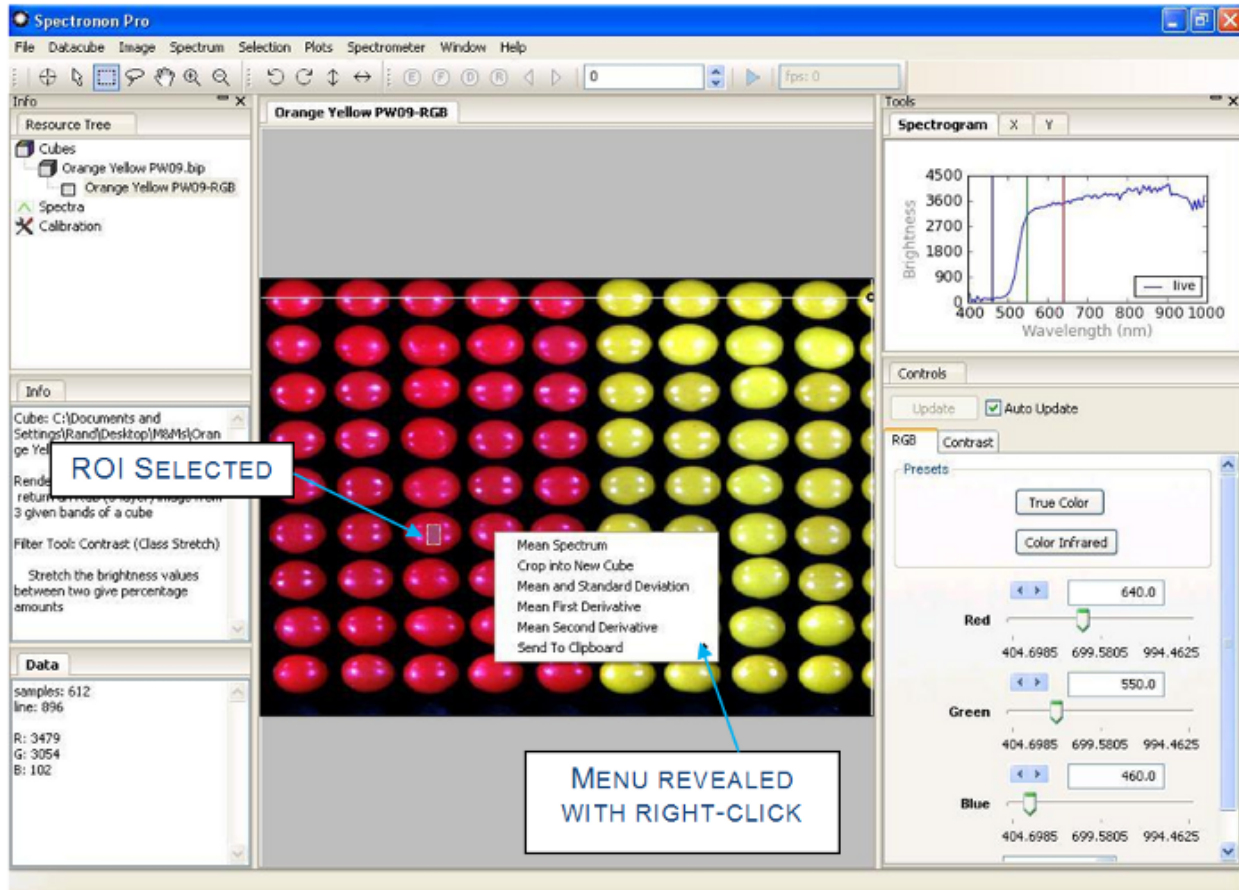 Spectronon Pro
File Datacube Image Spectrum Selection Plots Spectrometer Window Help
E F D R 0 fps: 0
Info
Resource Tree
Cubes
Orange Yellow PW09.bip
Orange Yellow PW09-RGB
Spectra
Calibration
Info
Cube: C:\Documents and
Settings\Rand\Desktop\M&Ms\Oran
ge Yel
Rende
return an RGB (3 layer) image from
3 given bands of a cube
Filter Tool: Contrast (Class Stretch)
Stretch the brightness values
between two give percentage
amounts
Data
samples: 612
line: 896
R: 3479
G: 3054
B: 102
Orange Yellow PW09-RGB
ROI SELECTED
Mean Spectrum
Crop into New Cube
Mean and Standard Deviation
Mean First Derivative
Mean Second Derivative
Send To Clipboard
MENU REVEALED
WITH RIGHT-CLICK
Tools
Spectrogram X Y
4500
3600
2700
1800
900
0
Brightness
live
400 500 600 700 800 900 1000
Wavelength (nm)
Controls
Update Auto Update
RGB Contrast
Presets
True Color
Color Infrared
640.0
Red
404.6985 699.5805 994.4625
550.0
Green
404.6985 699.5805 994.4625
460.0
Blue
404.6985 699.5805 994.4625